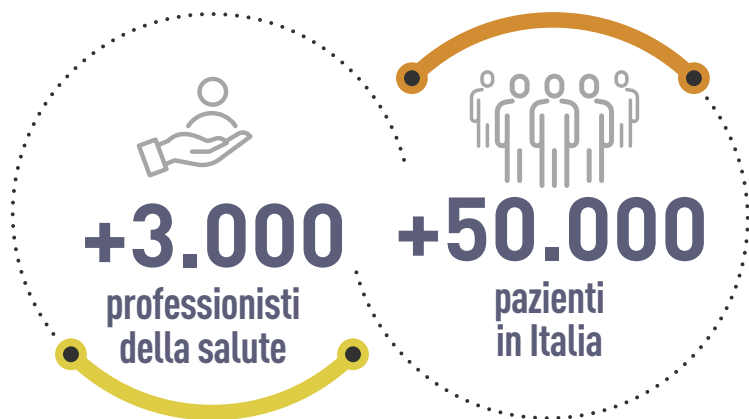 +3.000
professionisti
della salute
+50.000
pazienti
in Italia